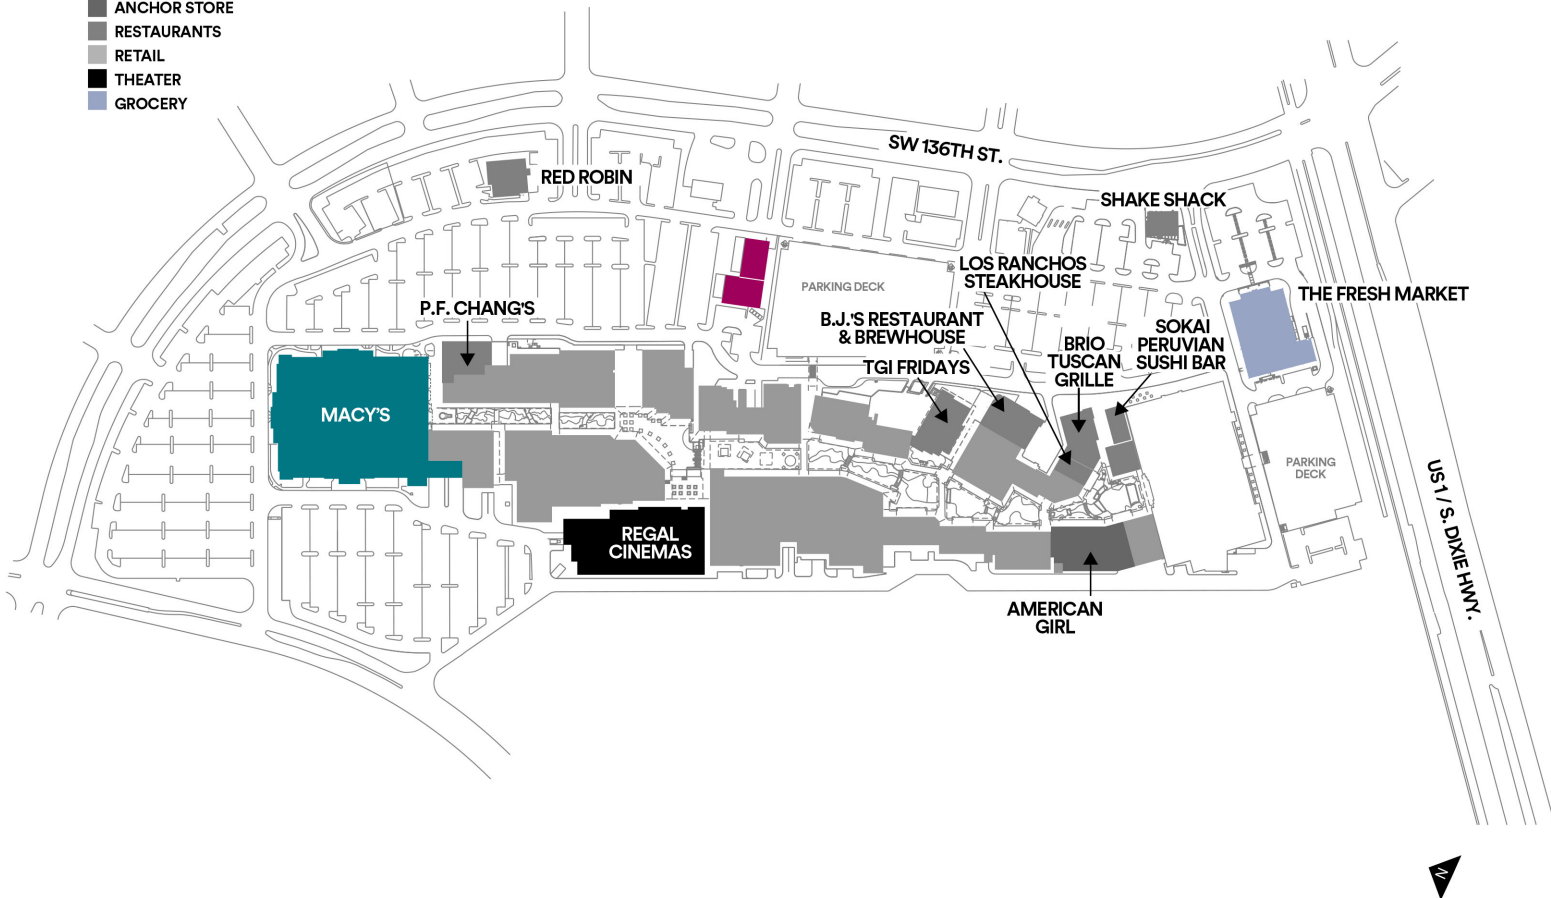 ANCHOR STORE
RESTAURANTS
RETAIL
THEATER
GROCERY
SW 136TH ST.
RED ROBIN
SHAKE SHACK
LOS RANCHOS
STEAKHOUSE
PARKING DECK
THE FRESH MARKET
P.F. CHANG'S
B.J.'S RESTAURANT
& BREWHOUSE
SOKAI
PERUVIAN
SUSHI BAR
BRIO
TUSCAN
GRILLE
TGI FRIDAYS
MACY'S
PARKING
DECK
US 1 / S. DIXIE HWY.
REGAL
CINEMAS
AMERICAN
GIRL
N